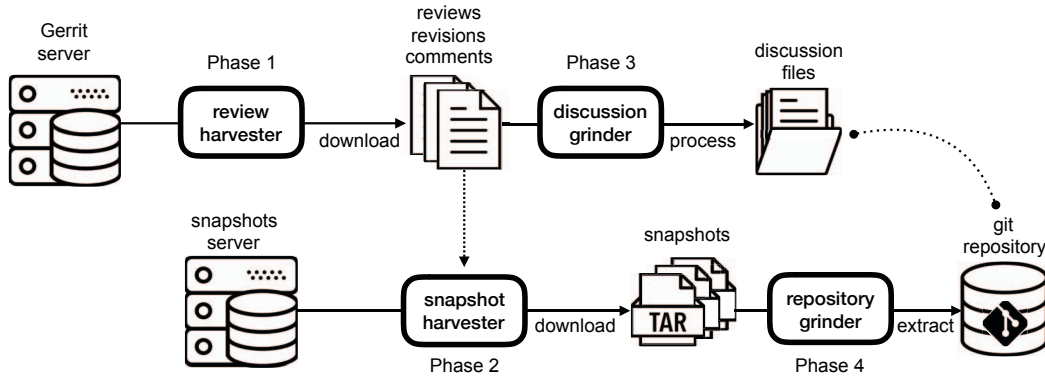 Gerrit
server
Phase 1
review
harvester
download
reviews
revisions
comments
Phase 3
discussion
grinder
process
discussion
files
snapshots
server
snapshot
harvester
Phase 2
download
snapshots
TAR
repository
grinder
Phase 4
extract
git
repository